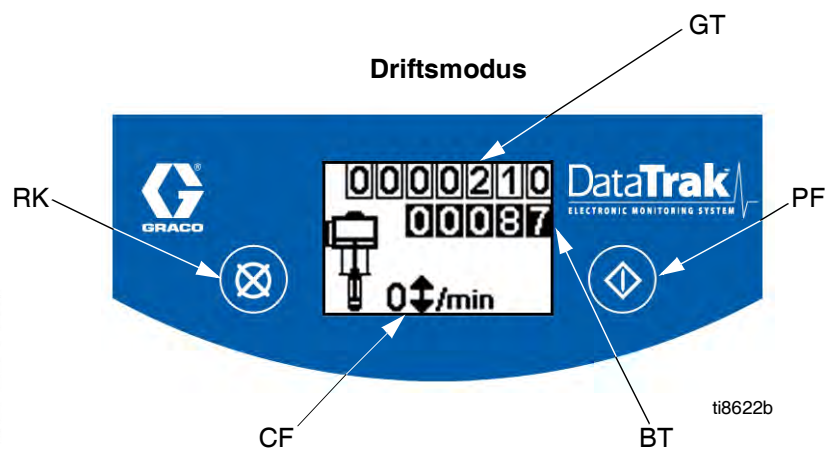 GT
Driftsmodus
GRACO
0000210
DataTrak
ELECTRONIC MONITORING SYSTEM
RK
PF
00087
0 /min
ti8622b
CF
BT